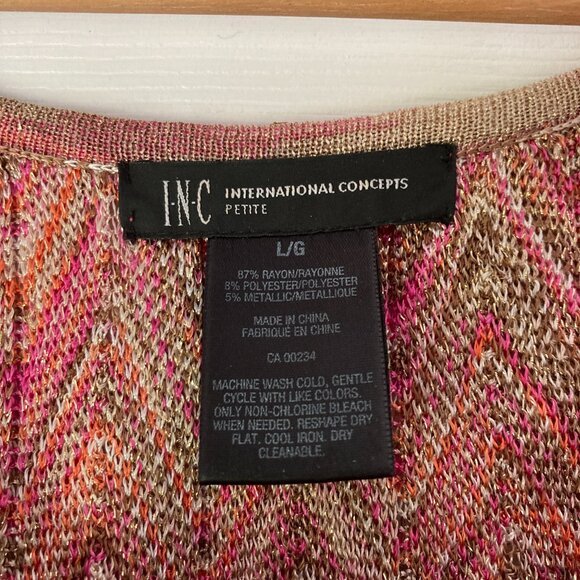 I·N·C INTERNATIONAL CONCEPTS
PETITE
L/G
87% RAYON/RAYONNE
8% POLYESTER/POLYESTER
5% METALLIC/METALLIQUE
MADE IN CHINA
FABRIQUÉ EN CHINE
CA 00234
MACHINE WASH COLD, GENTLE
CYCLE WITH LIKE COLORS.
ONLY NON-CHLORINE BLEACH
WHEN NEEDED. RESHAPE DRY
FLAT. COOL IRON. DRY
CLEANABLE.